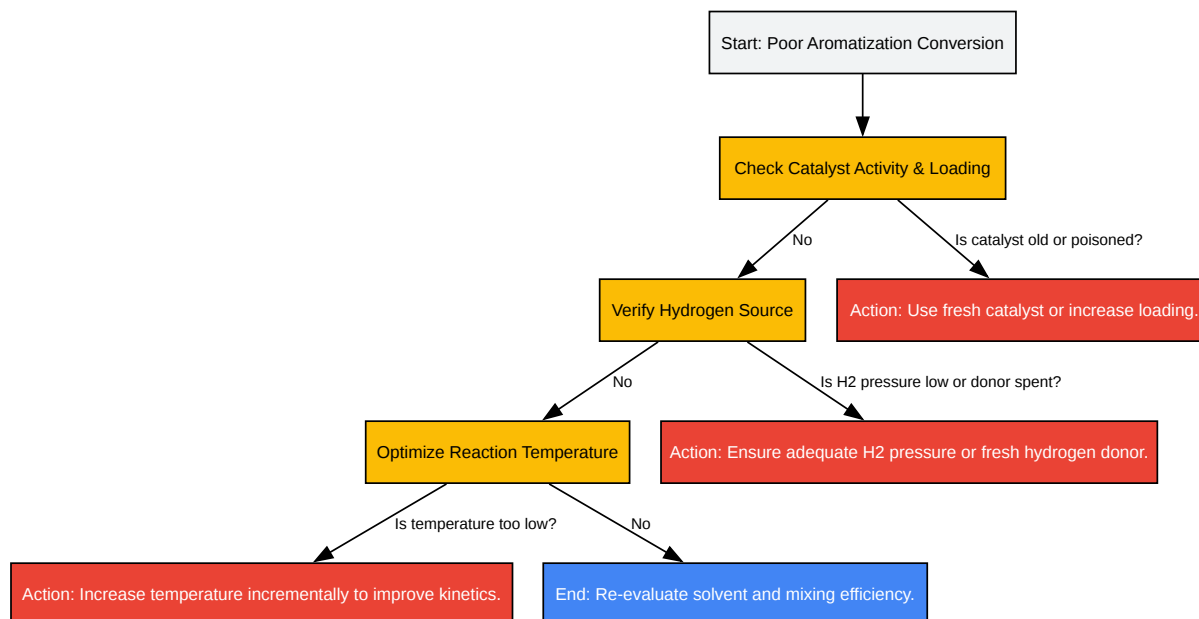 Start: Poor Aromatization Conversion
Check Catalyst Activity & Loading
No
Is catalyst old or poisoned?
Verify Hydrogen Source
Action: Use fresh catalyst or increase loading.
No
Is H2 pressure low or donor spent?
Optimize Reaction Temperature
Action: Ensure adequate H2 pressure or fresh hydrogen donor.
Is temperature too low?
No
Action: Increase temperature incrementally to improve kinetics.
End: Re-evaluate solvent and mixing efficiency.